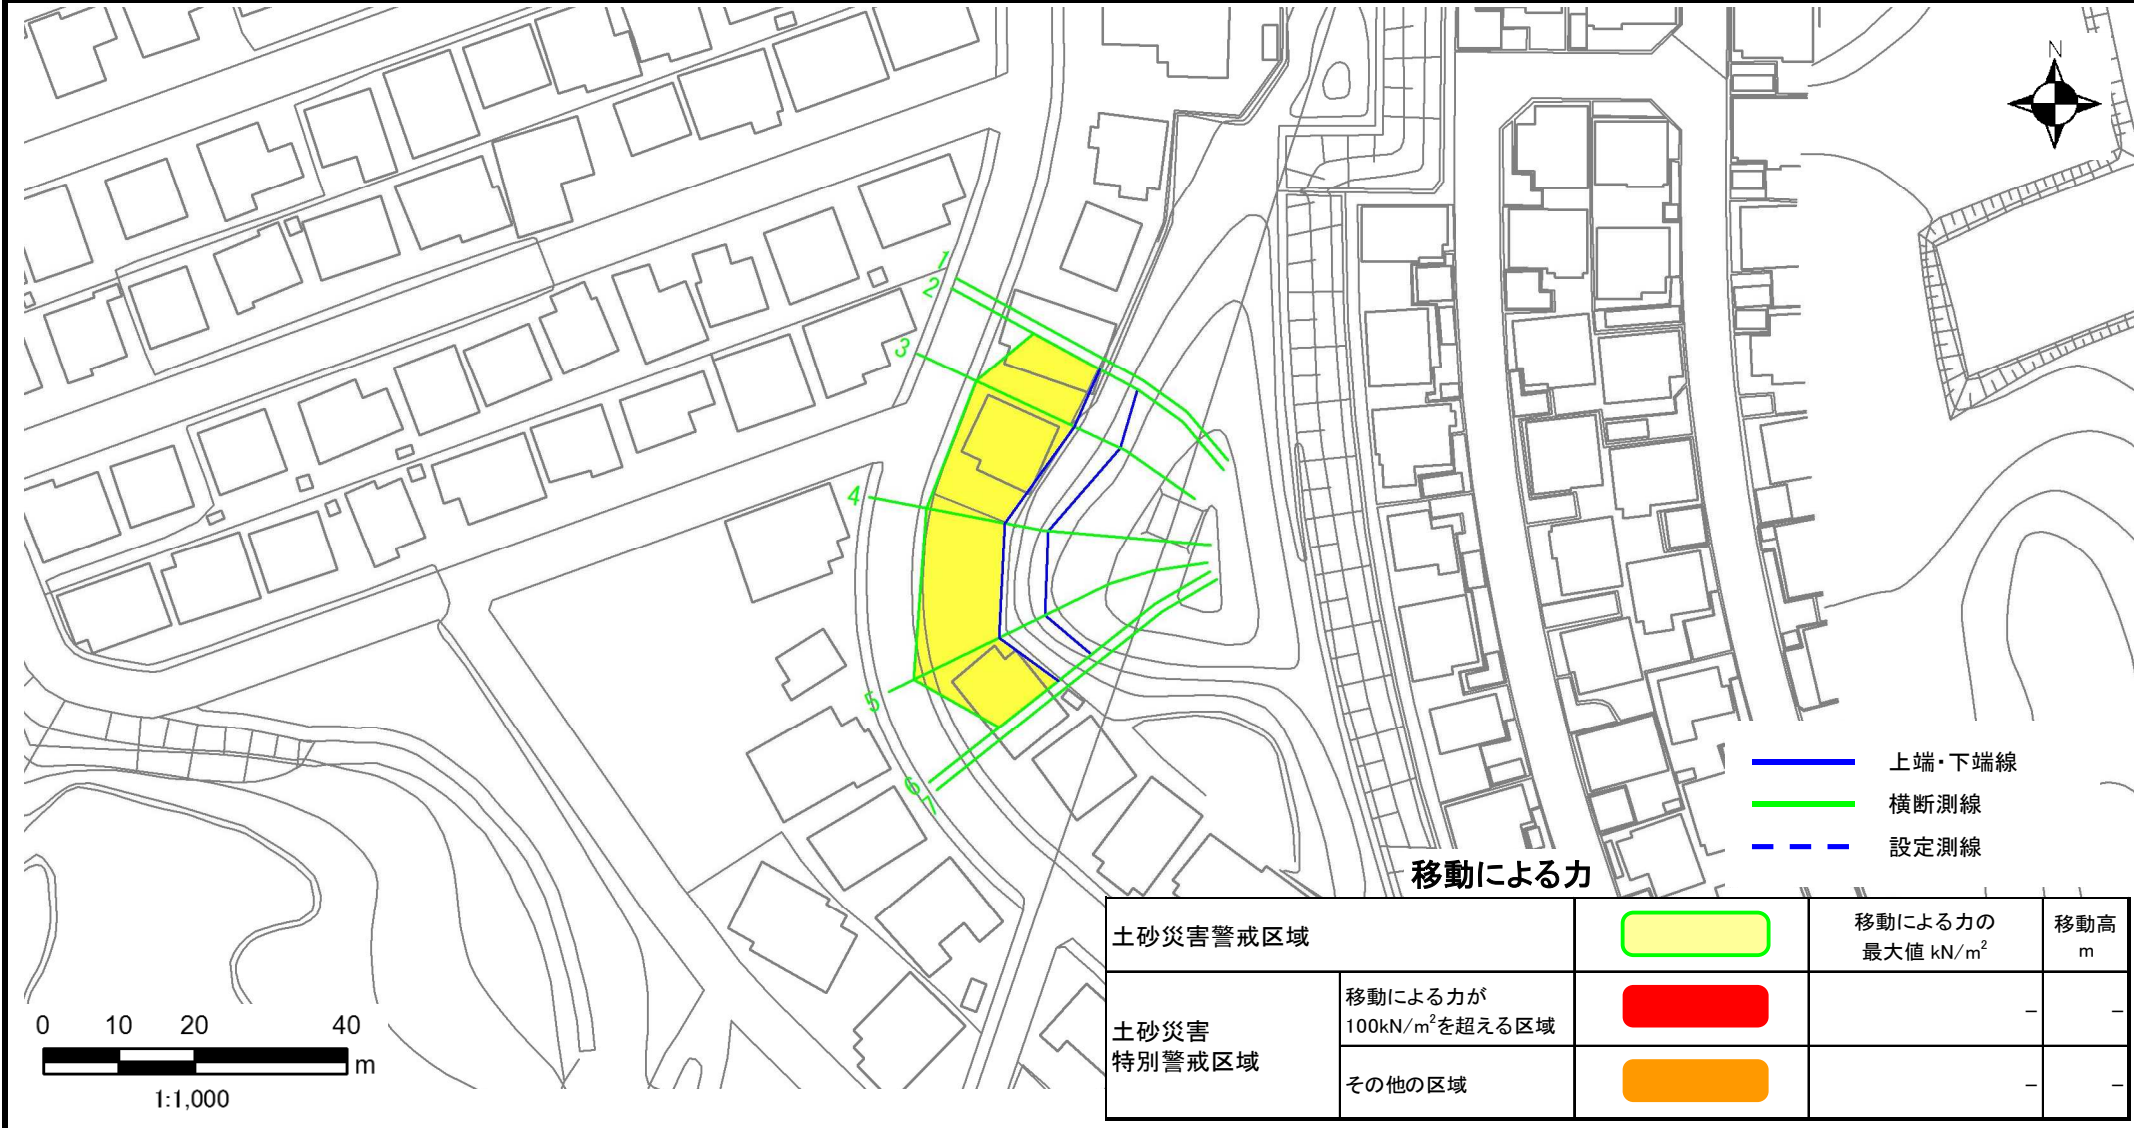 N
1
2
3
4
5
6
7
上端・下端線
横断測線
設定測線
移動による力
土砂災害警戒区域
移動による力の
最大値 kN/m²
移動高
m
土砂災害
特別警戒区域
移動による力が
100kN/m²を超える区域
－
－
その他の区域
－
－
0 10 20 40
m
1:1,000